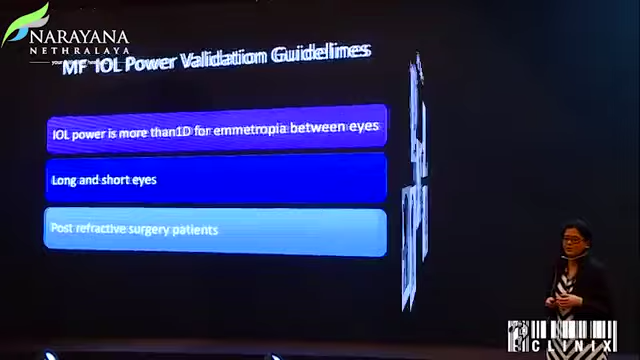 NARAYANA
NETHRALAYA
MF IOL Power Validation Guidelines
IOL power is more than1D for emmetropia between eyes
Long and short eyes
Post refractive surgery patients
CLINIX